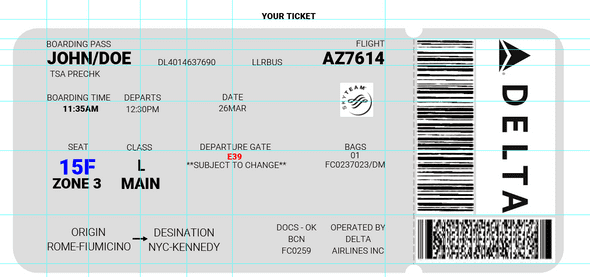 YOUR TICKET
BOARDING PASS
JOHN/DOE
TSA PRECHK
DL4014637690
LLRBUS
FLIGHT
AZ7614
BOARDING TIME
11:35AM
DEPARTS
12:30PM
DATE
26MAR
SKYTEAM
SEAT
15F
ZONE 3
CLASS
L
MAIN
DEPARTURE GATE
E39
**SUBJECT TO CHANGE**
BAGS
01
FC0237023/DM
ORIGIN
ROME-FIUMICINO
DESINATION
NYC-KENNEDY
DOCS - OK
BCN
FC0259
OPERATED BY
DELTA
AIRLINES INC
DELTA